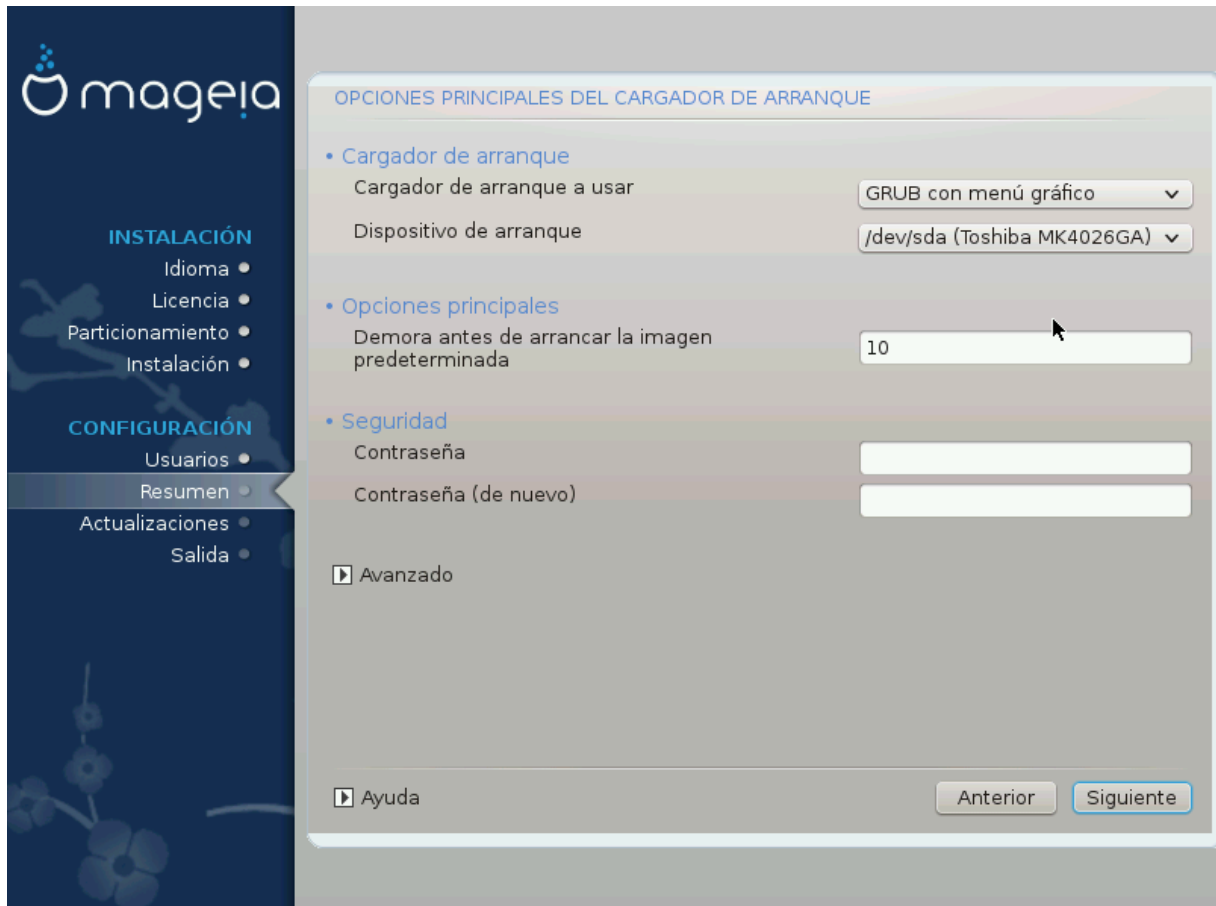 mageia
INSTALACIÓN
Idioma
Licencia
Particionamiento
Instalación
CONFIGURACIÓN
Usuarios
Resumen
Actualizaciones
Salida
OPCIONES PRINCIPALES DEL CARGADOR DE ARRANQUE
• Cargador de arranque
Cargador de arranque a usar
GRUB con menú gráfico
Dispositivo de arranque
/dev/sda (Toshiba MK4026GA)
• Opciones principales
Demora antes de arrancar la imagen
predeterminada
10
• Seguridad
Contraseña
Contraseña (de nuevo)
Avanzado
Ayuda
Anterior
Siguiente